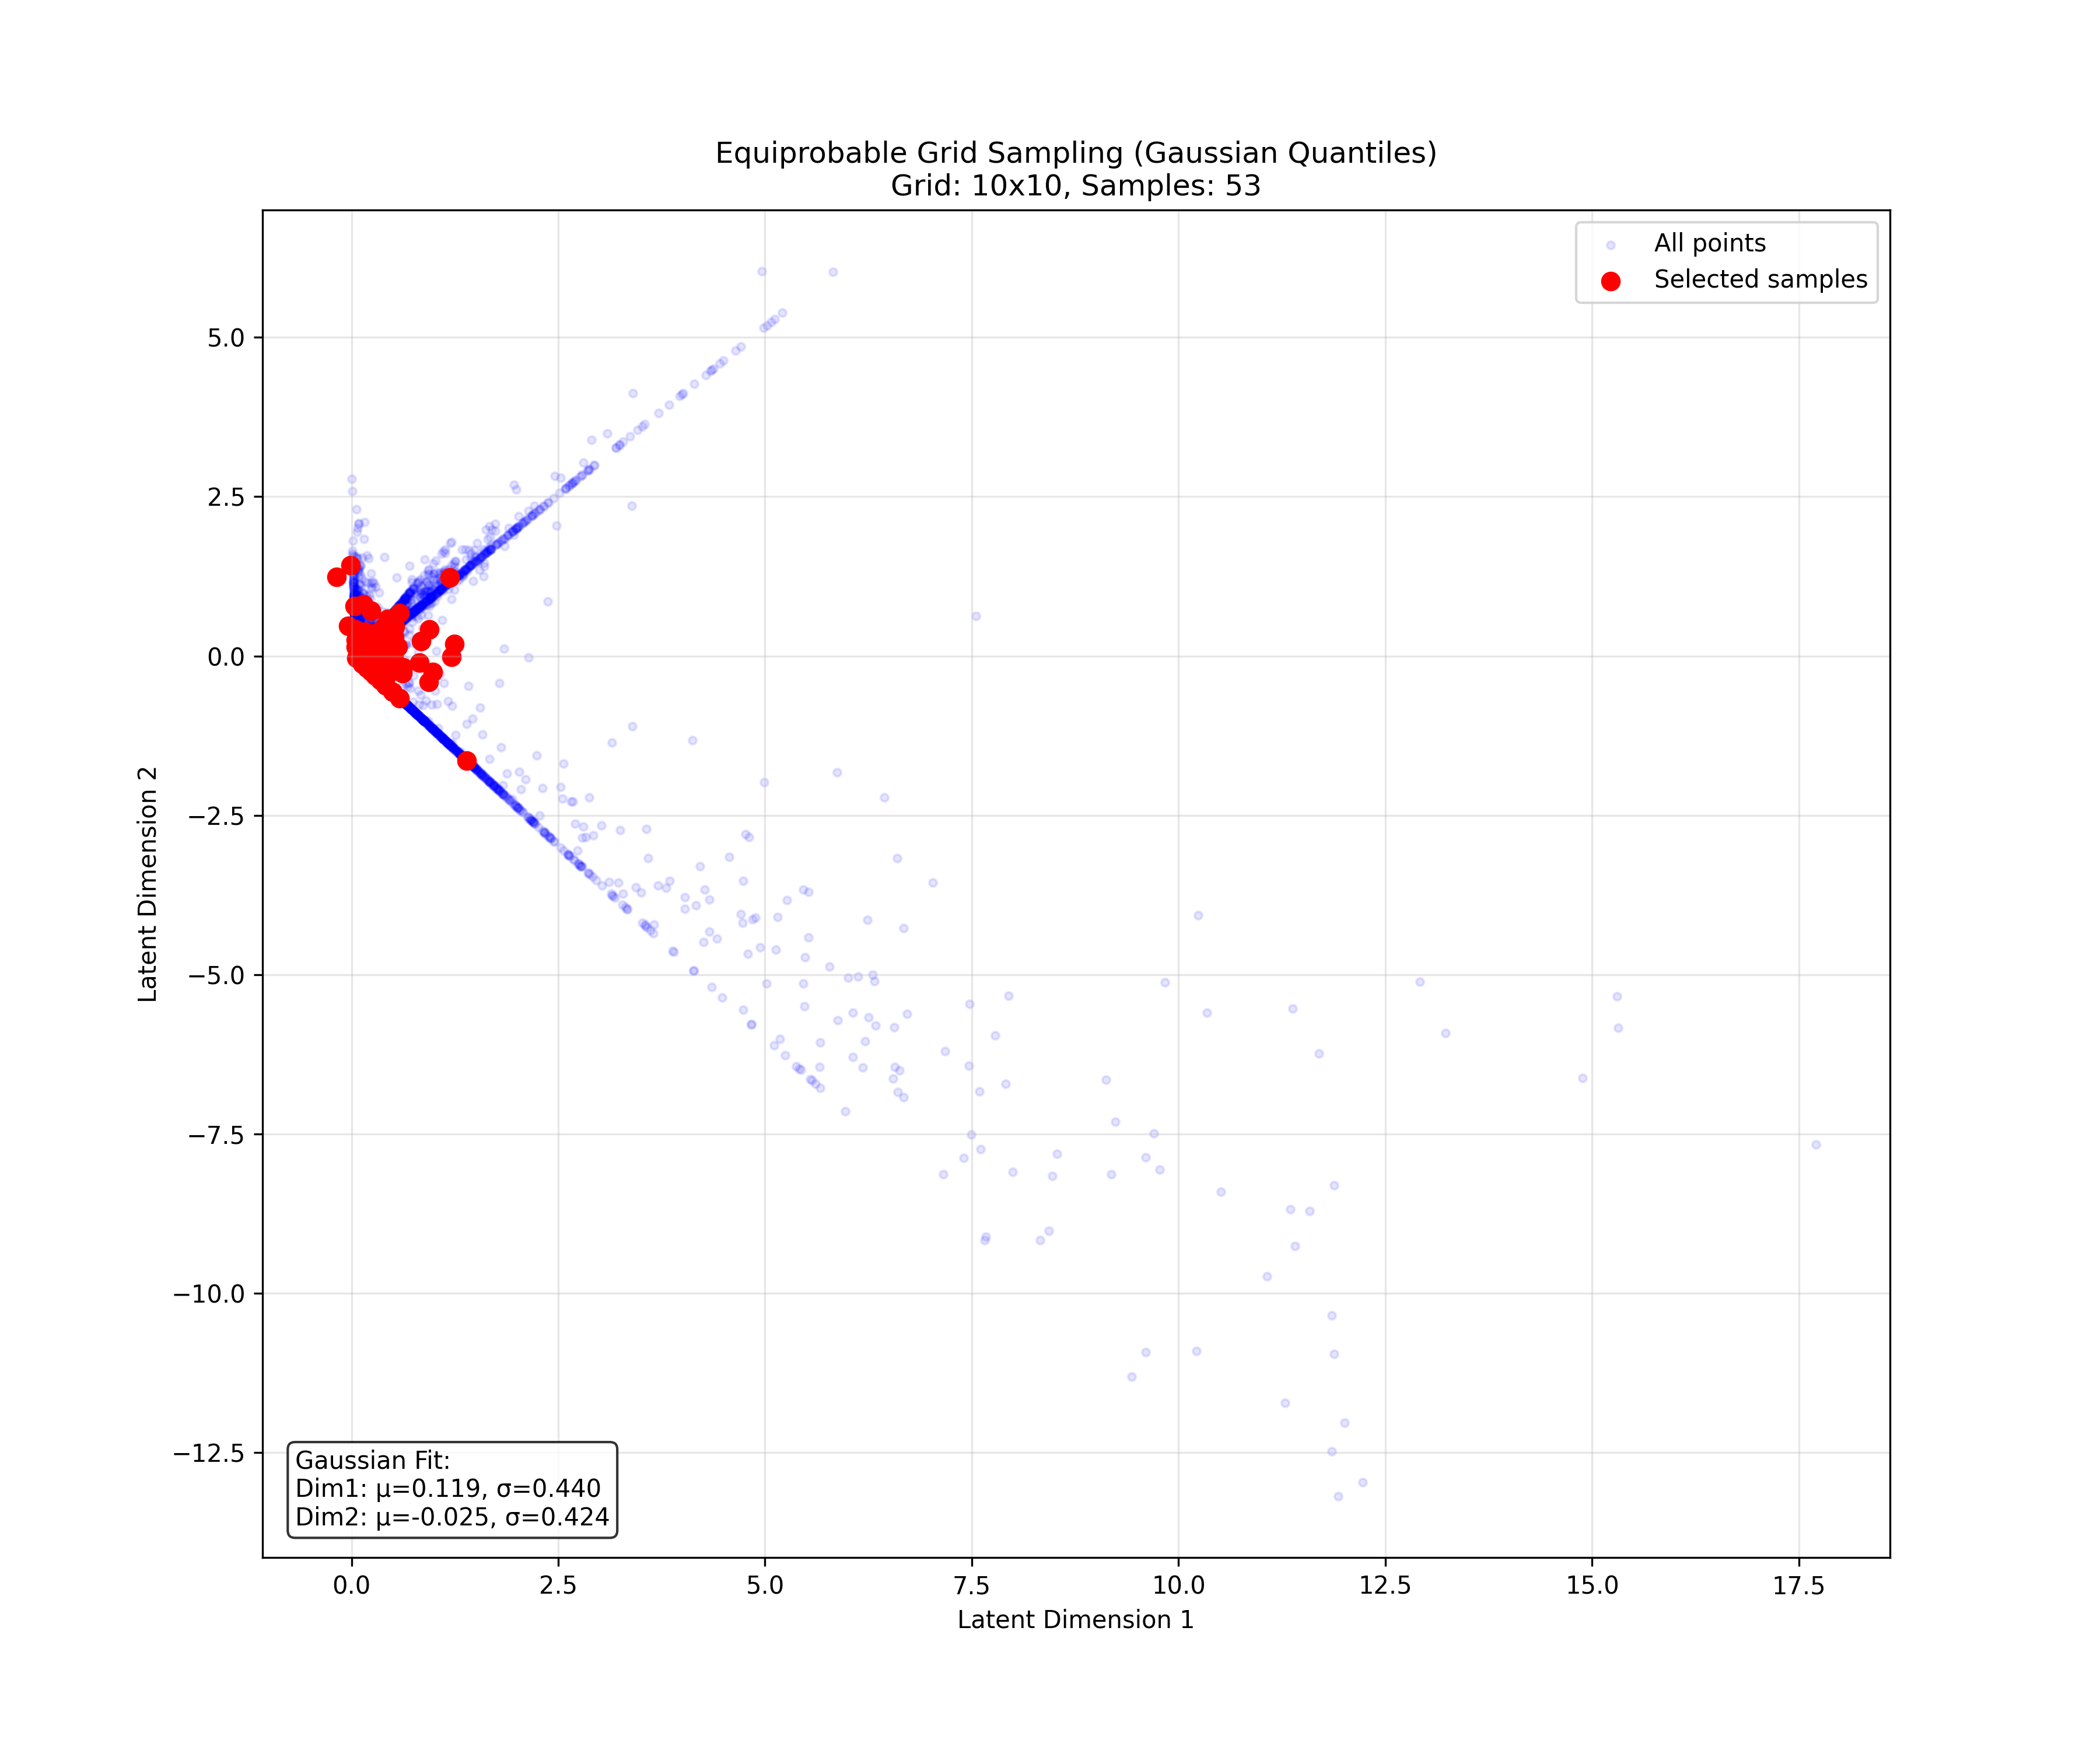 Equiprobable Grid Sampling (Gaussian Quantiles)
Grid: 10x10, Samples: 53
All points
Selected samples
Latent Dimension 2
5.0
2.5
0.0
−2.5
−5.0
−7.5
−10.0
−12.5
Gaussian Fit:
Dim1: μ=0.119, σ=0.440
Dim2: μ=-0.025, σ=0.424
0.0 2.5 5.0 7.5 10.0 12.5 15.0 17.5
Latent Dimension 1